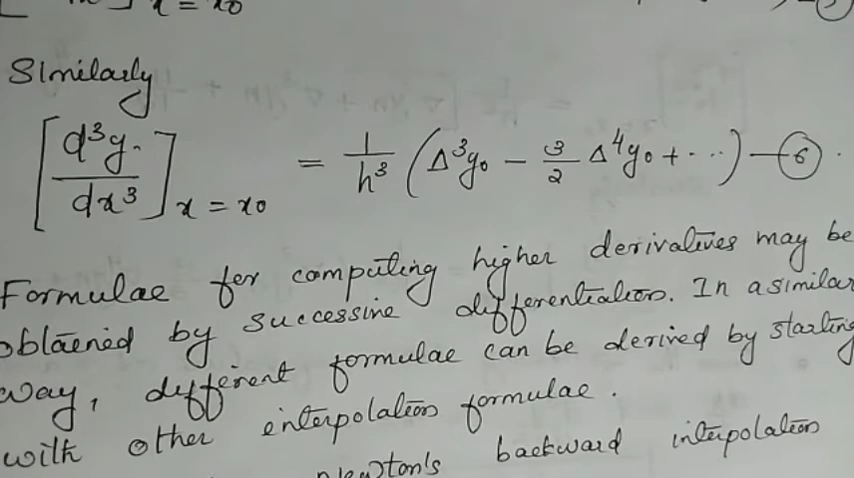 ] x = x0
Similarly
[d³y/dx³] x = x0 = 1/h³ (Δ³y0 - 3/2 Δ⁴y0 + ...) — 6.
Formulae for computing higher derivatives may be
obtained by successive differentiation. In a similar
way, different formulae can be derived by starting
with other interpolation formulae.
Newton's backward interpolation